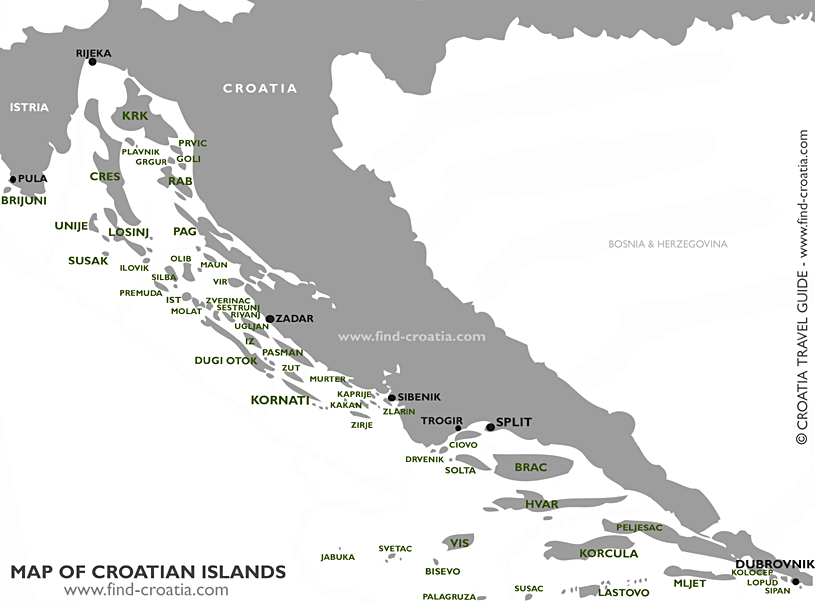 RIJEKA
CROATIA
ISTRIA
KRK
PRVIC
PLAVNIK
GRGUR
GOLI
CRES
RAB
PULA
BRIJUNI
UNIJE
LOSINJ
PAG
BOSNIA & HERZEGOVINA
SUSAK
OLIB
MAUN
ILOVIK
SILBA
VIR
PREMUDA
IST
ZVERINAC
MOLAT
SESTRUNJ
RIVANJ
ZADAR
UGLJAN
www.find-croatia.com
IZ
PASMAN
DUGI OTOK
ZUT
MURTER
KORNATI
KAPRIJE
SIBENIK
KAKAN
ZLARIN
ZIRJE
TROGIR
SPLIT
CIOVO
DRVENIK
SOLTA
BRAC
HVAR
PELJESAC
VIS
SVETAC
JABUKA
KORCULA
BISEVO
DUBROVNIK
KOLOCEP
LOPUD
SIPAN
MLJET
SUSAC
LASTOVO
PALAGRUZA
MAP OF CROATIAN ISLANDS
www.find-croatia.com
© CROATIA TRAVEL GUIDE - www.find-croatia.com